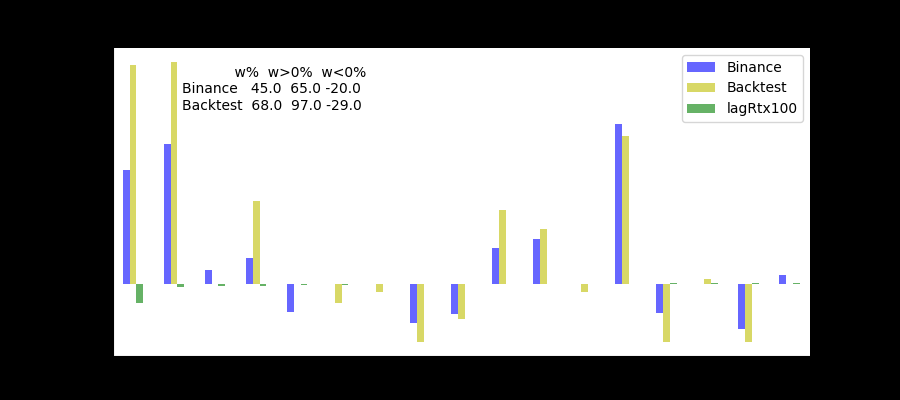 w%  w>0%  w<0%
Binance   45.0  65.0 -20.0
Backtest  68.0  97.0 -29.0
Binance
Backtest
lagRtx100